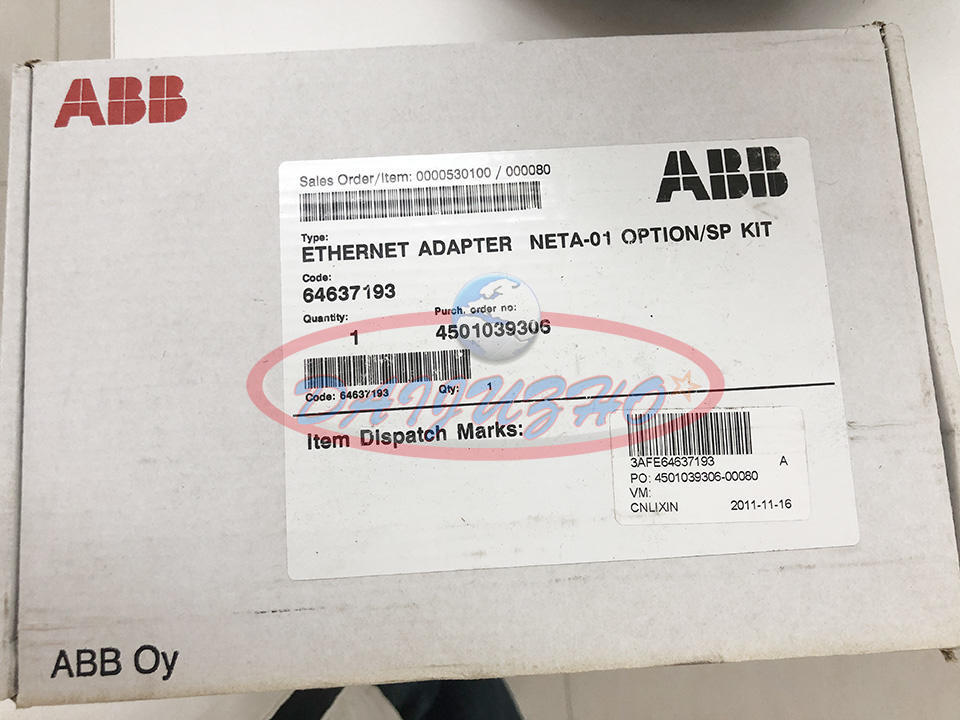 ABB
Sales Order/Item: 0000530100 / 000080
ABB
Type:
ETHERNET ADAPTER NETA-01 OPTION/SP KIT
Code:
64637193
Quantity:
Purch. order no:
1
4501039306
Code: 64637193 Qty: 1
DAIJUZHO
Item Dispatch Marks:
3AFE64637193 A
PO: 4501039306-00080
VM:
CNLIXIN 2011-11-16
ABB Oy